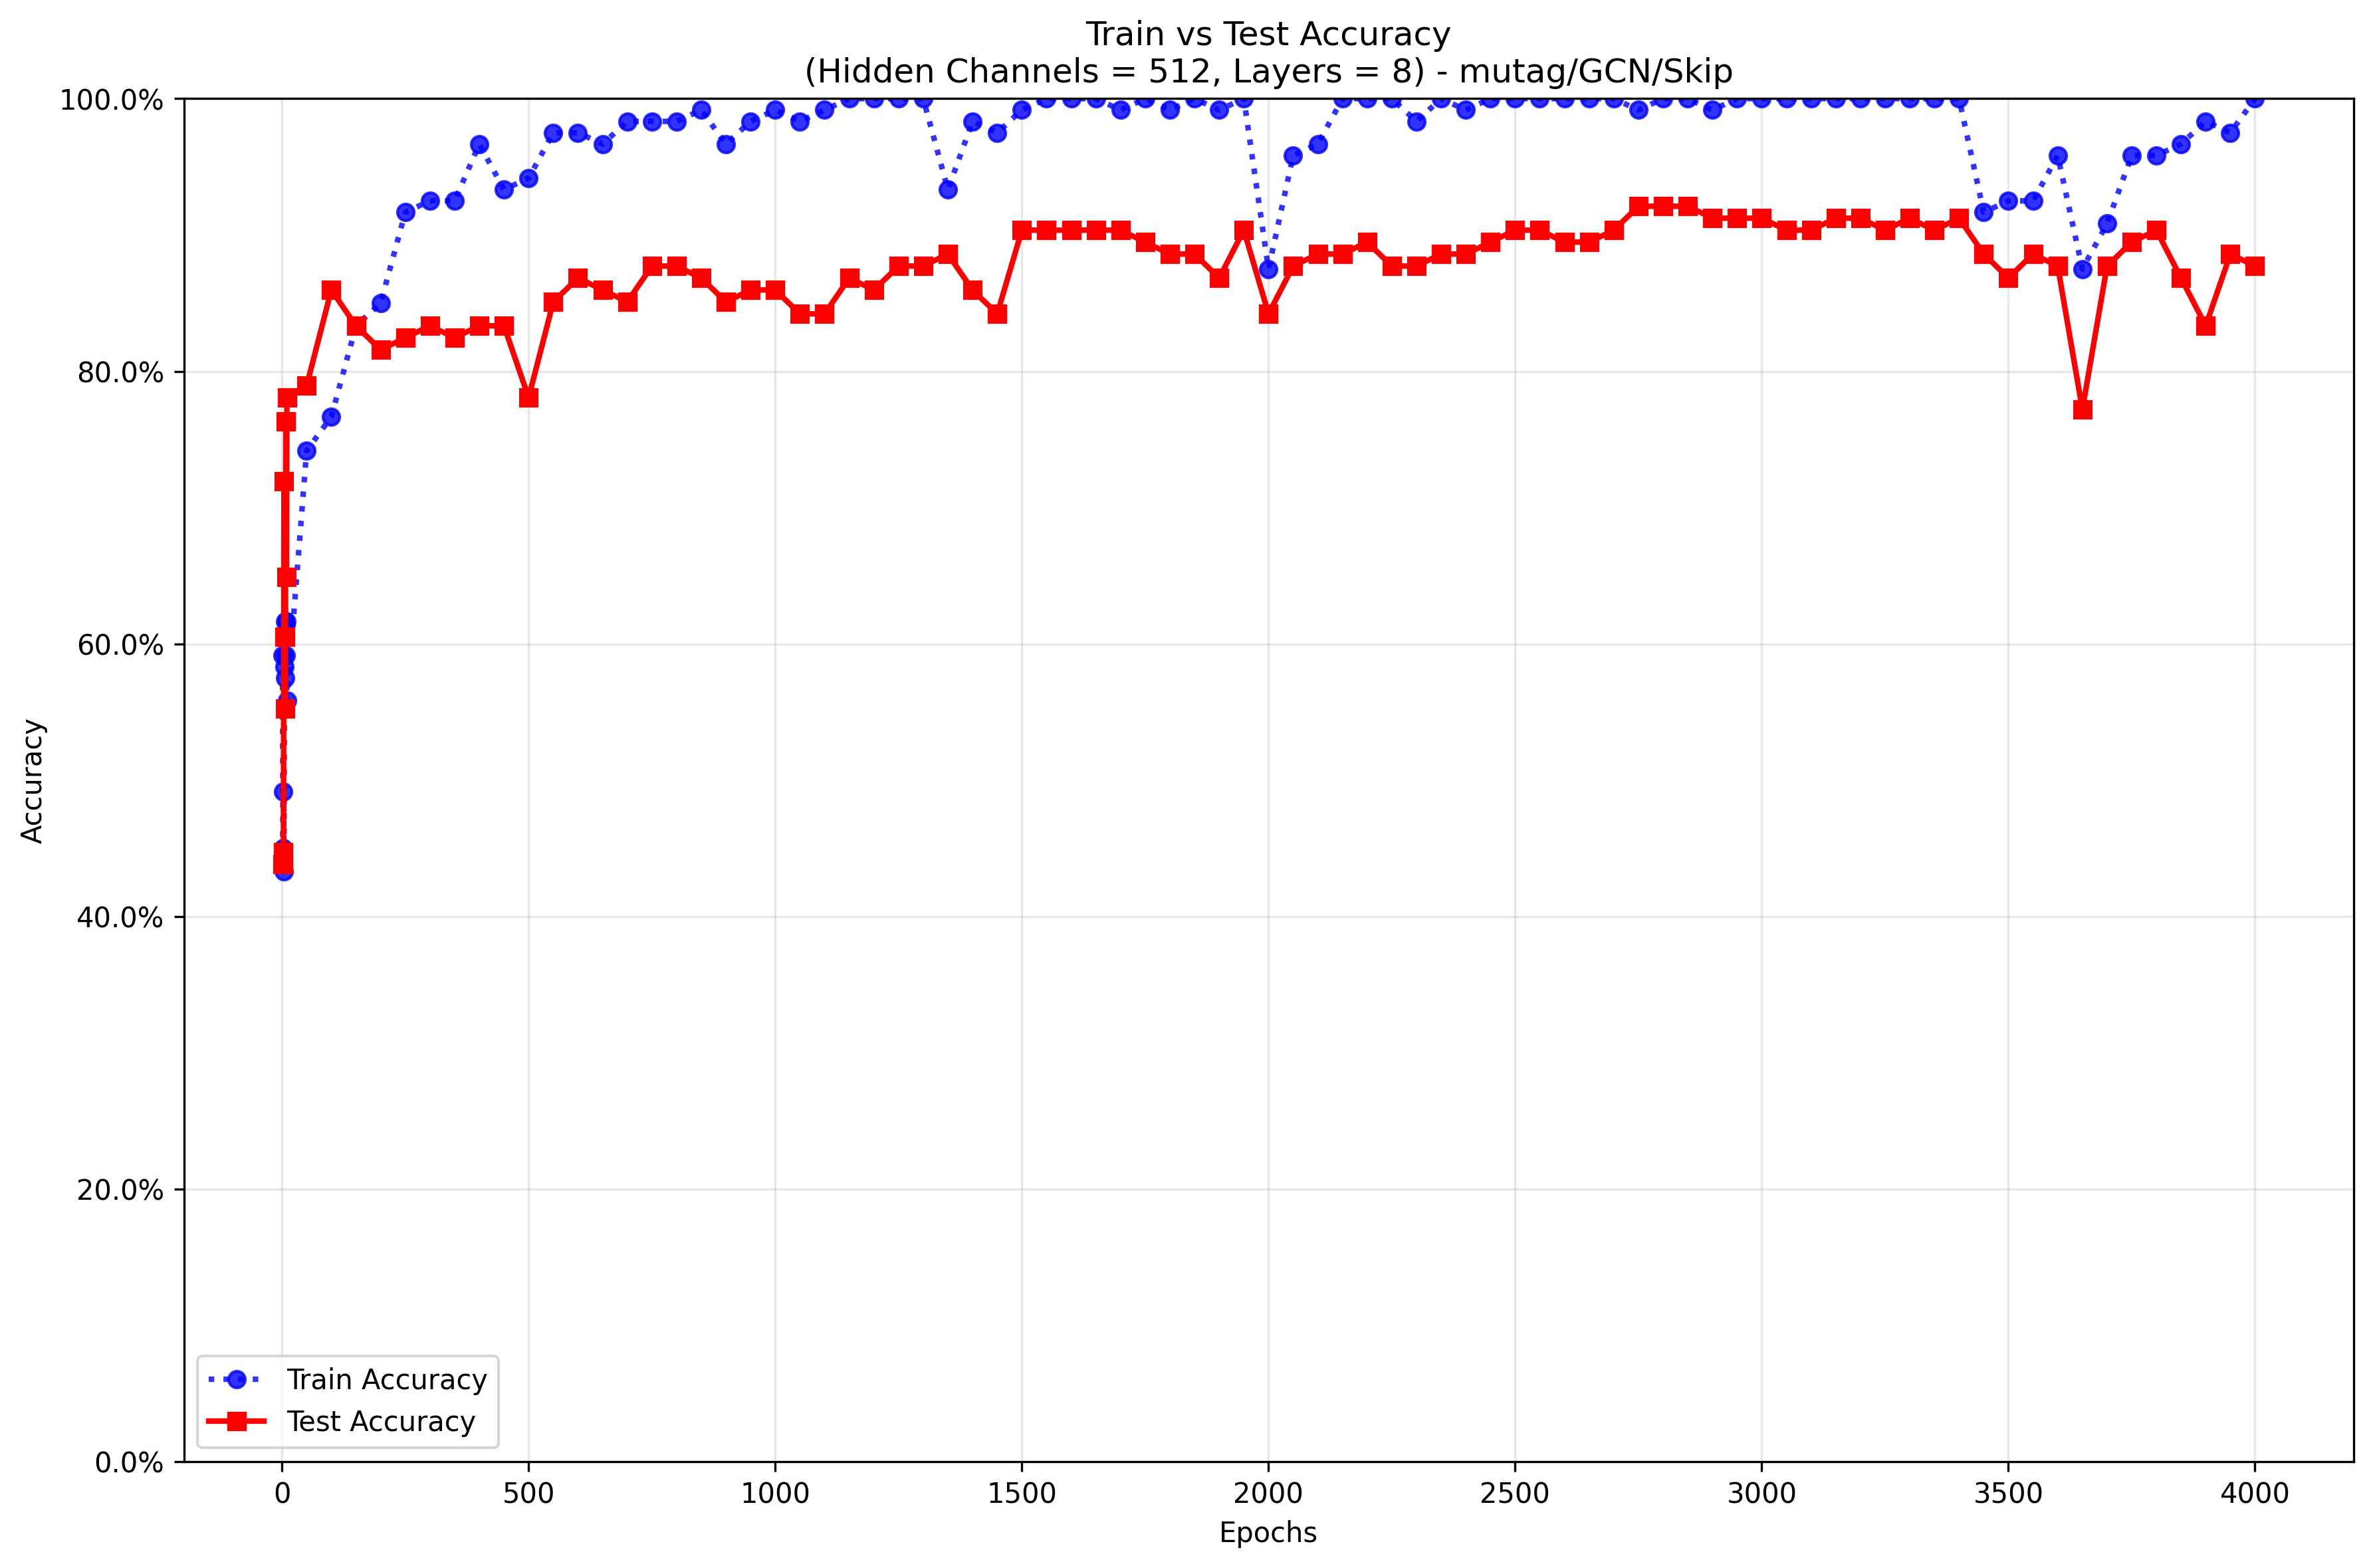 Train vs Test Accuracy
(Hidden Channels = 512, Layers = 8) - mutag/GCN/Skip
100.0%
80.0%
60.0%
40.0%
20.0%
0.0%
Accuracy
Train Accuracy
Test Accuracy
0 500 1000 1500 2000 2500 3000 3500 4000
Epochs